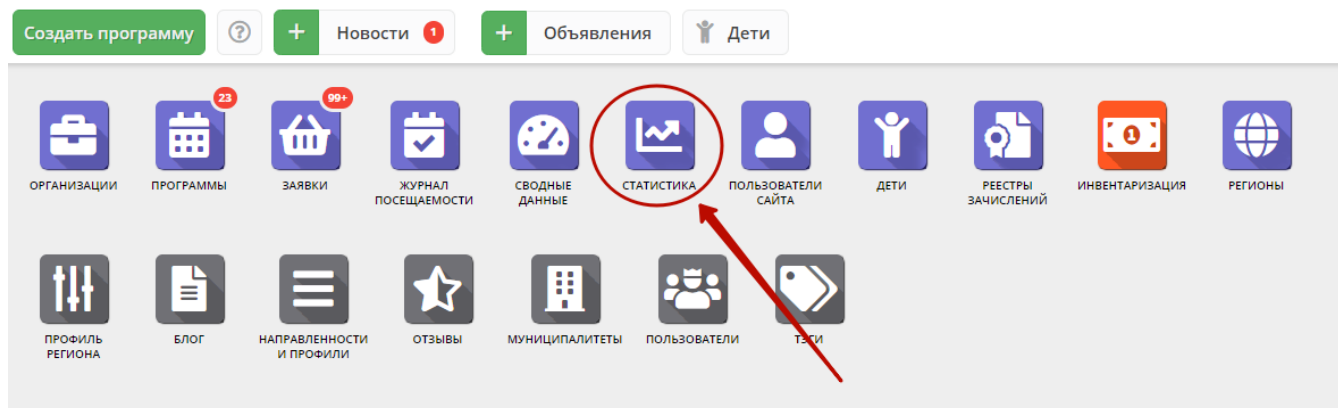 Создать программу
?
+ Новости 1
+ Объявления
Дети
23
99+
1
ОРГАНИЗАЦИИ
ПРОГРАММЫ
ЗАЯВКИ
ЖУРНАЛ
ПОСЕЩАЕМОСТИ
СВОДНЫЕ
ДАННЫЕ
СТАТИСТИКА
ПОЛЬЗОВАТЕЛИ
САЙТА
ДЕТИ
РЕЕСТРЫ
ЗАЧИСЛЕНИЙ
ИНВЕНТАРИЗАЦИЯ
РЕГИОНЫ
ПРОФИЛЬ
РЕГИОНА
БЛОГ
НАПРАВЛЕННОСТИ
И ПРОФИЛИ
ОТЗЫВЫ
МУНИЦИПАЛИТЕТЫ
ПОЛЬЗОВАТЕЛИ
ТЭГИ